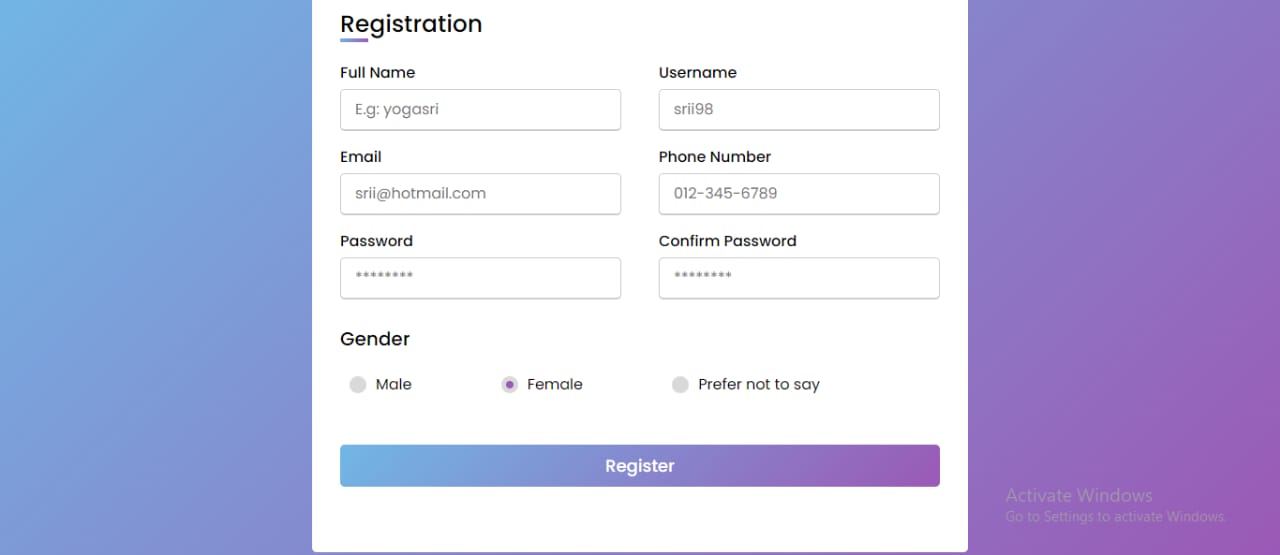 Registration
Full Name Username
E.g: yogasri srii98
Email Phone Number
srii@hotmail.com 012-345-6789
Password Confirm Password
******** ********
Gender
Male Female Prefer not to say
Register
Activate Windows
Go to Settings to activate Windows.